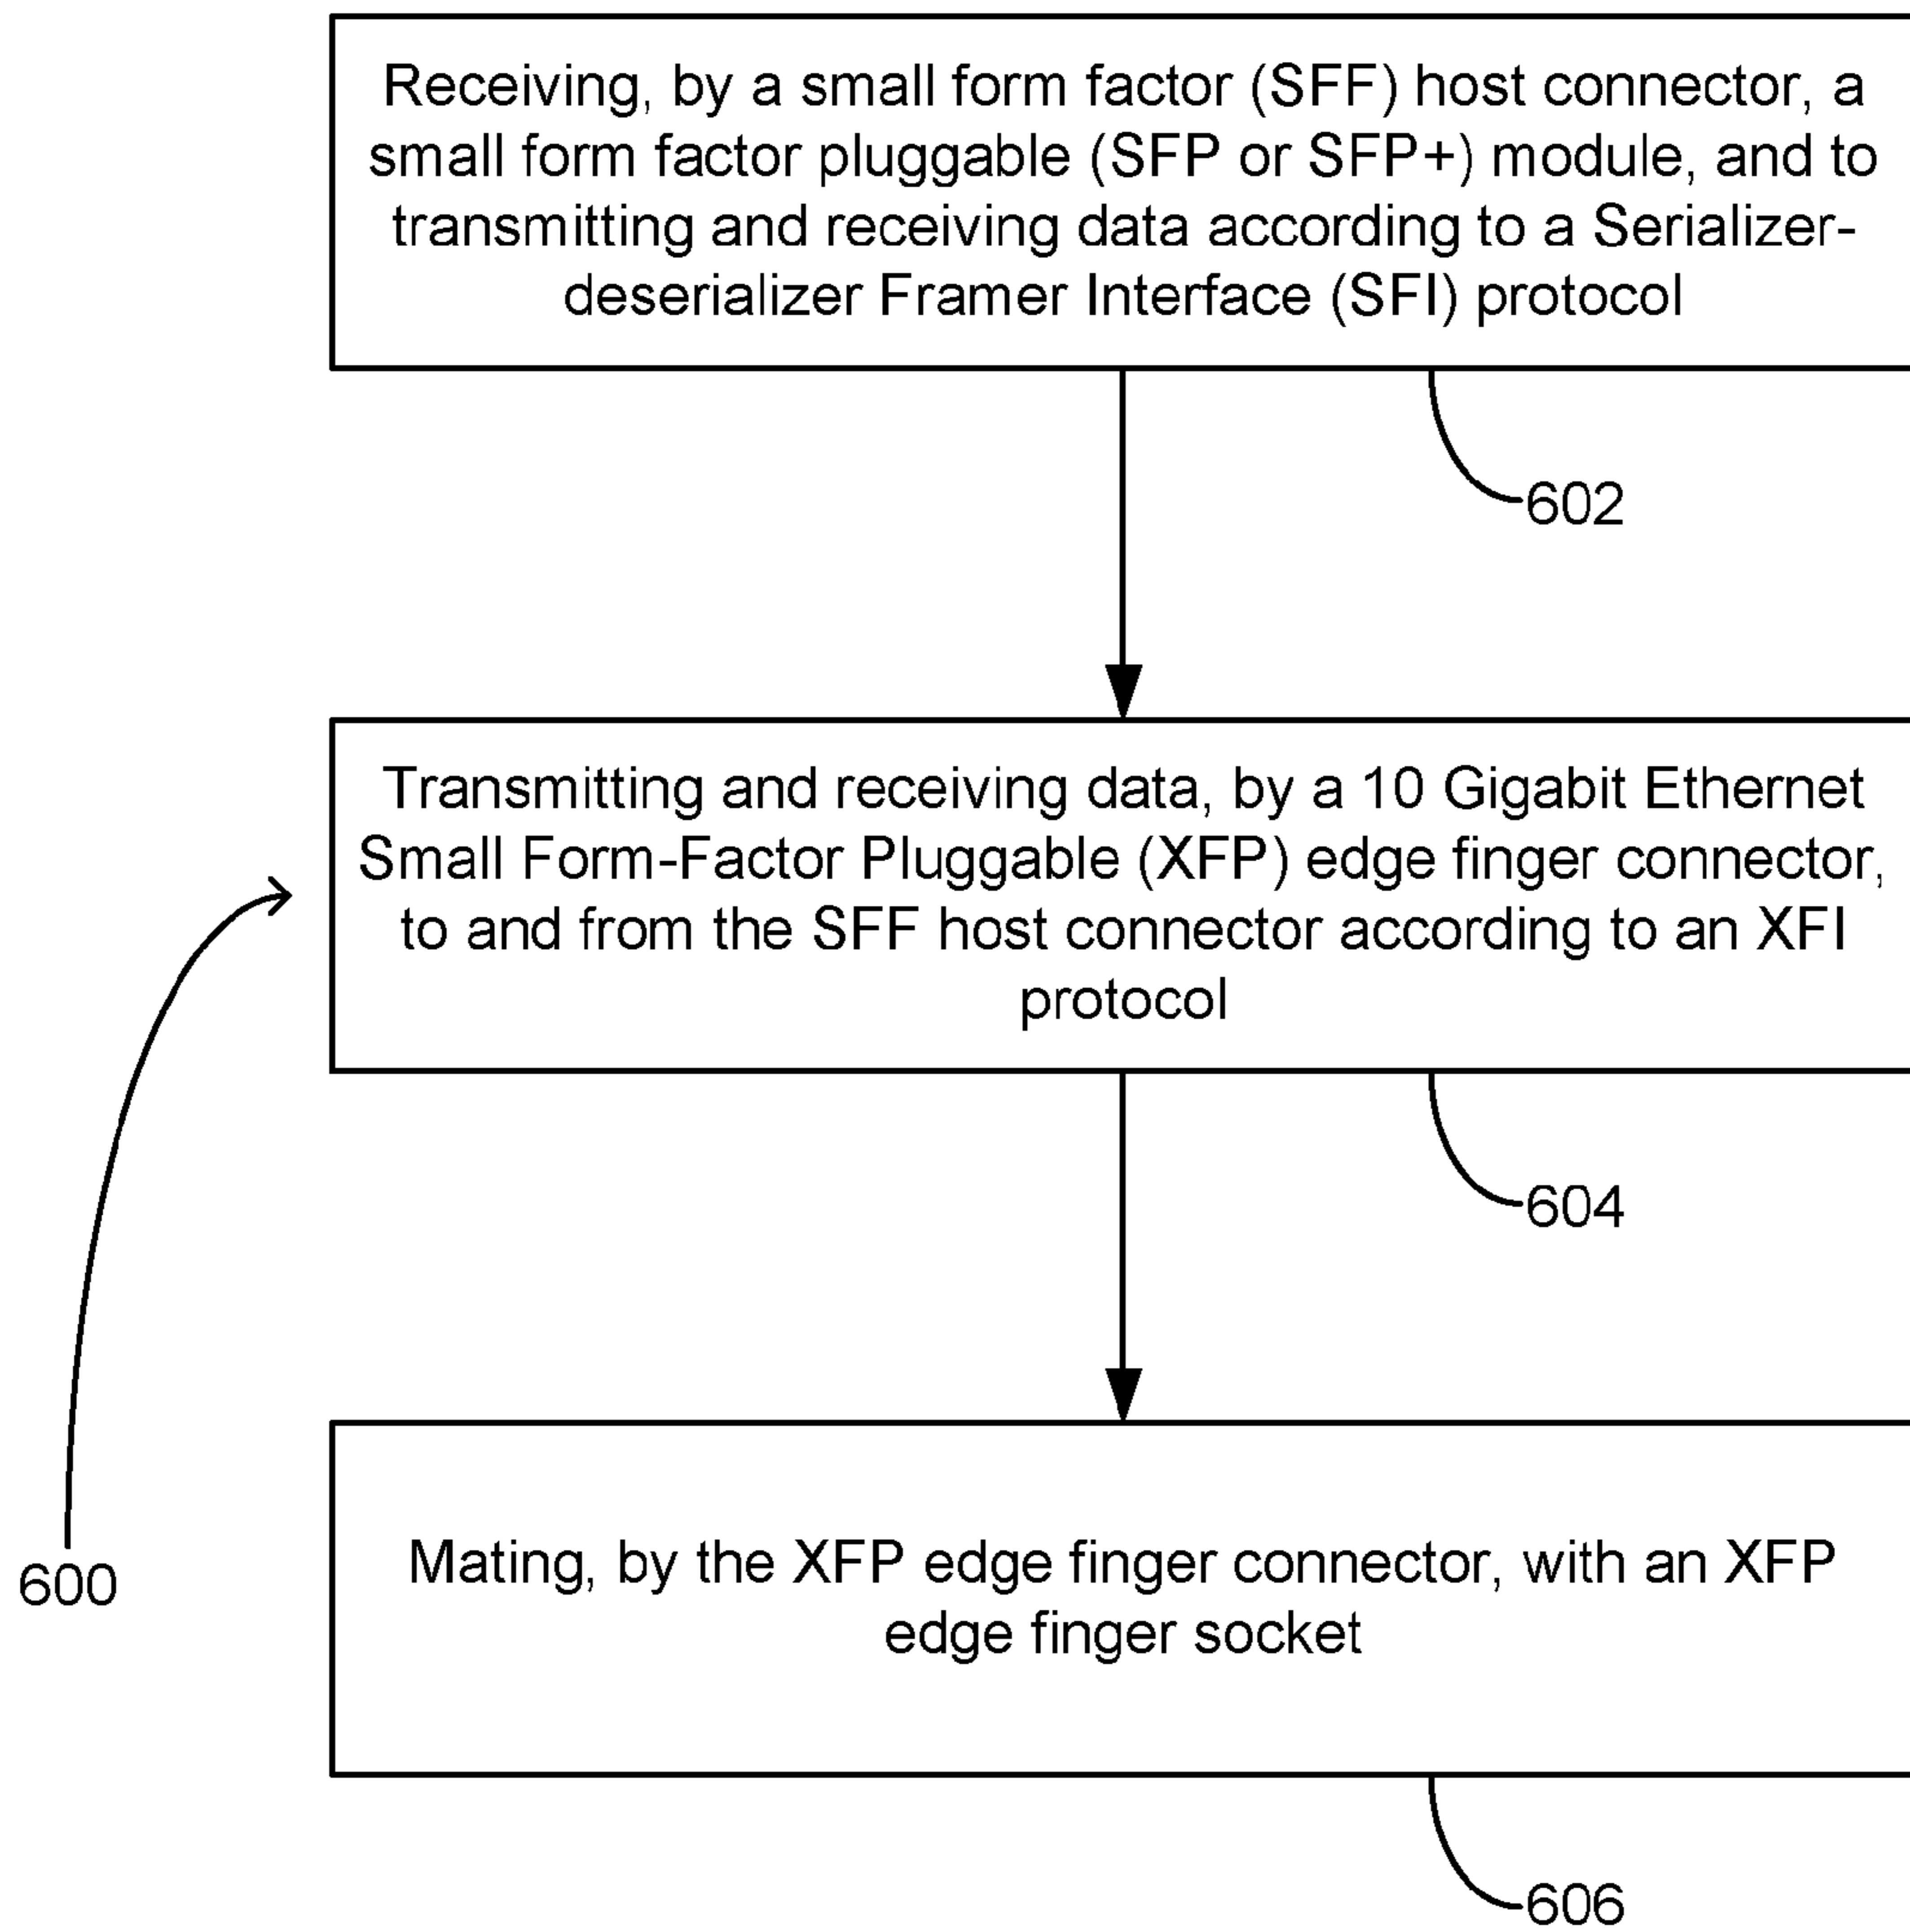 Receiving, by a small form factor (SFF) host connector, a
small form factor pluggable (SFP or SFP+) module, and to
transmitting and receiving data according to a Serializer-
deserializer Framer Interface (SFI) protocol
602
Transmitting and receiving data, by a 10 Gigabit Ethernet
Small Form-Factor Pluggable (XFP) edge finger connector,
to and from the SFF host connector according to an XFI
protocol
604
600
Mating, by the XFP edge finger connector, with an XFP
edge finger socket
606